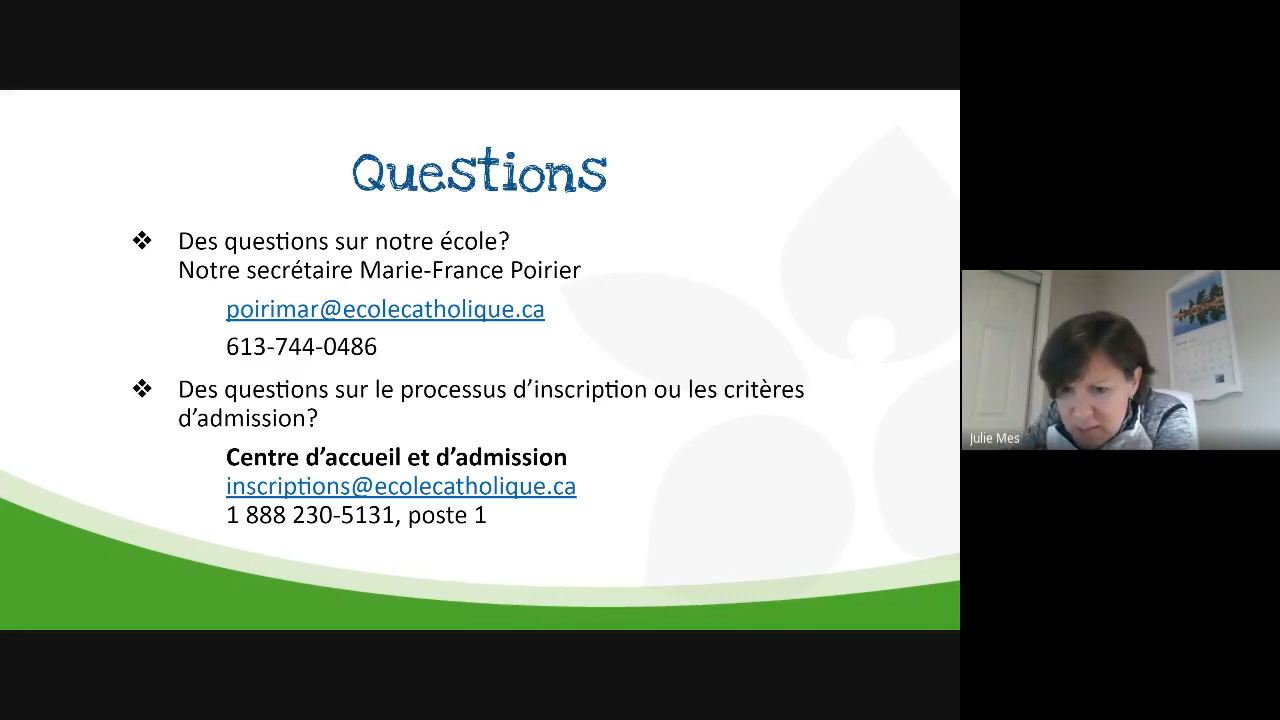 Questions
❖ Des questions sur notre école?
Notre secrétaire Marie-France Poirier
poirimar@ecolecatholique.ca
613-744-0486
❖ Des questions sur le processus d’inscription ou les critères
d’admission?
Centre d’accueil et d’admission
inscriptions@ecolecatholique.ca
1 888 230-5131, poste 1
Julie Mes